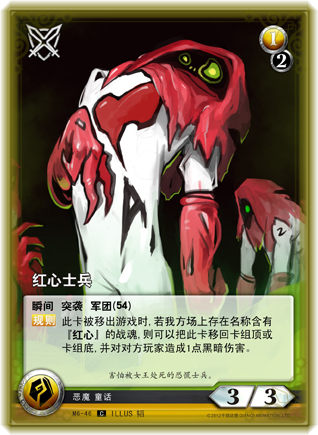 1
2
A
2
红心士兵
瞬间 突袭 军团(54)
规则 此卡被移出游戏时,若我方场上存在名称含有
『红心』的战魂,则可以把此卡移回卡组顶或
卡组底,并对对方玩家造成1点黑暗伤害。
害怕被女王处死的恐慌士兵。
恶魔 童话
3/3
M6-46 C ILLUS 韬